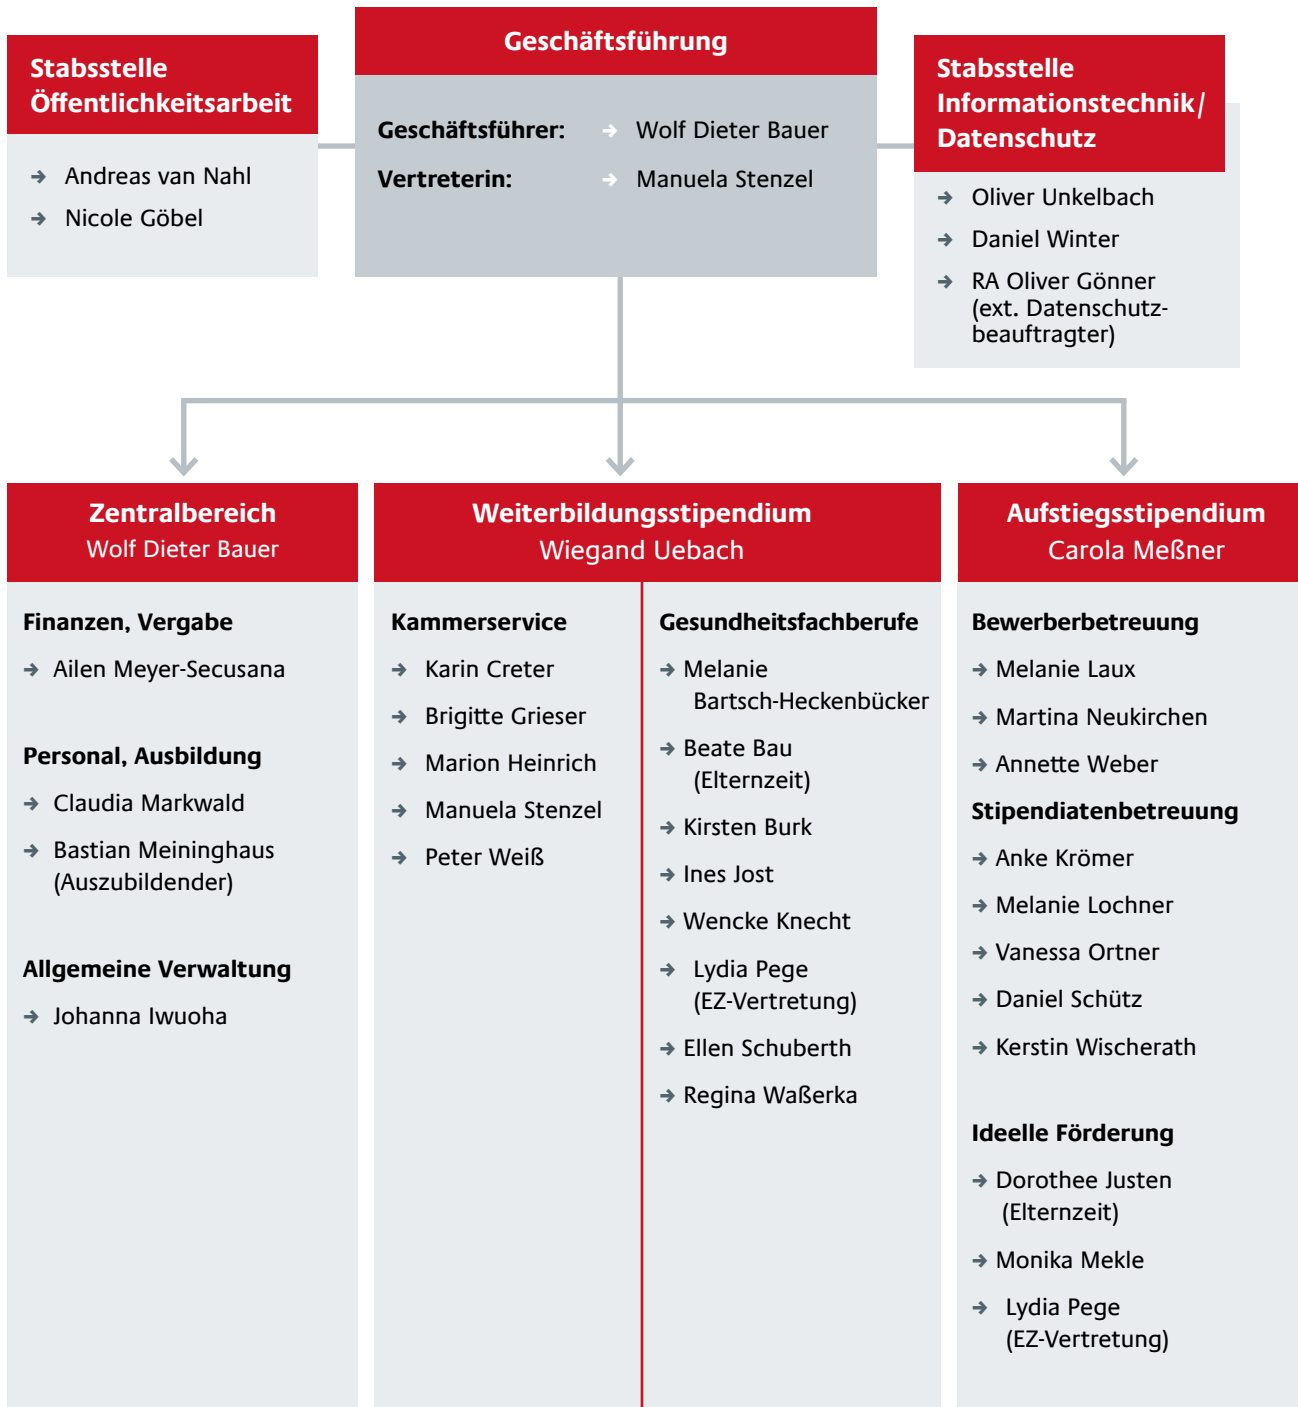 Geschäftsführung
Geschäftsführer: → Wolf Dieter Bauer
Vertreterin: → Manuela Stenzel
Stabsstelle
Öffentlichkeitsarbeit
→ Andreas van Nahl
→ Nicole Göbel
Stabsstelle
Informationstechnik/
Datenschutz
→ Oliver Unkelbach
→ Daniel Winter
→ RA Oliver Gönner
(ext. Datenschutz-
beauftragter)
Zentralbereich
Wolf Dieter Bauer
Finanzen, Vergabe
→ Ailen Meyer-Secusana
Personal, Ausbildung
→ Claudia Markwald
→ Bastian Meininghaus
(Auszubildender)
Allgemeine Verwaltung
→ Johanna Iwuoha
Weiterbildungsstipendium
Wiegand Uebach
Kammerservice
→ Karin Creter
→ Brigitte Grieser
→ Marion Heinrich
→ Manuela Stenzel
→ Peter Weiß
Gesundheitsfachberufe
→ Melanie
Bartsch-Heckenbücker
→ Beate Bau
(Elternzeit)
→ Kirsten Burk
→ Ines Jost
→ Wencke Knecht
→ Lydia Pege
(EZ-Vertretung)
→ Ellen Schuberth
→ Regina Waßerka
Aufstiegsstipendium
Carola Meßner
Bewerberbetreuung
→ Melanie Laux
→ Martina Neukirchen
→ Annette Weber
Stipendiatenbetreuung
→ Anke Krömer
→ Melanie Lochner
→ Vanessa Ortner
→ Daniel Schütz
→ Kerstin Wischerath
Ideelle Förderung
→ Dorothee Justen
(Elternzeit)
→ Monika Mekle
→ Lydia Pege
(EZ-Vertretung)